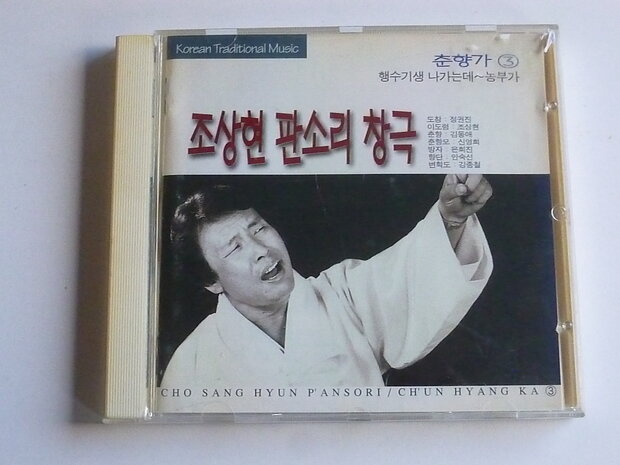 Korean Traditional Music
춘향가 ③
행수기생 나가는데~농부가
조상현 판소리 창극
도창 : 정권진
이도령 : 조상현
춘향 : 김동애
춘향모 : 신영희
방자 : 은희진
향단 : 안숙선
변학도 : 김종철
CHO SANG HYUN P'ANSORI / CH'UN HYANG KA ③